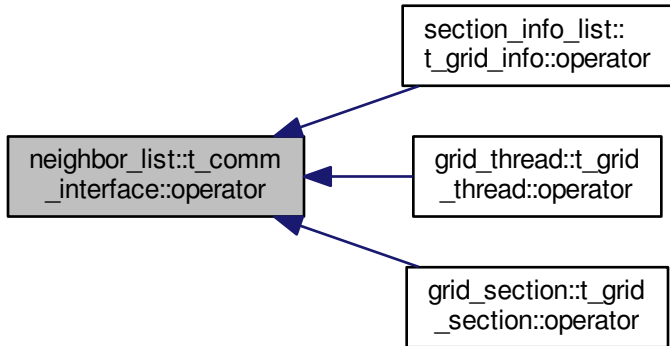 neighbor_list::t_comm
_interface::operator
section_info_list::
t_grid_info::operator
grid_thread::t_grid
_thread::operator
grid_section::t_grid
_section::operator